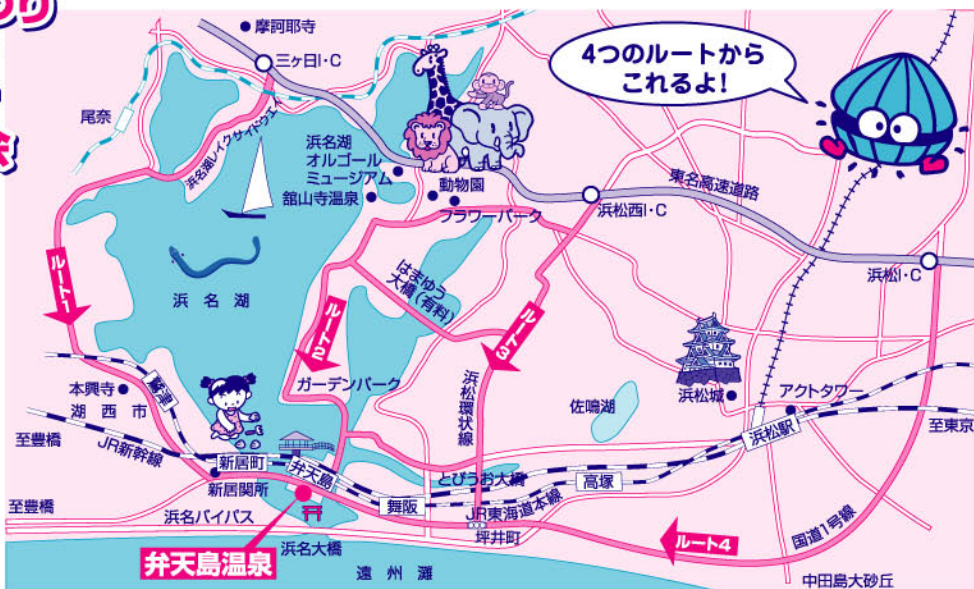 わり
摩訶耶寺
三ヶ日I・C
4つのルートから
これるよ!
尾奈
浜名湖レイクサイドウエイ
浜名湖
オルゴール
ミュージアム
舘山寺温泉
動物園
フラワーパーク
東名高速道路
浜松西I・C
浜松I・C
ルート1
浜名湖
はまゆう
大橋(有料)
ルート2
ルート3
ガーデンパーク
浜松環状線
佐鳴湖
浜松城
アクトタワー
本興寺
鷲津
湖西市
至豊橋
JR新幹線
新居町
弁天島
新居関所
至豊橋
浜名バイパス
浜名大橋
弁天島温泉
舞阪
とびうお大橋
高塚
浜松駅
至東京
JR東海道本線
坪井町
ルート4
国道1号線
遠州灘
中田島大砂丘